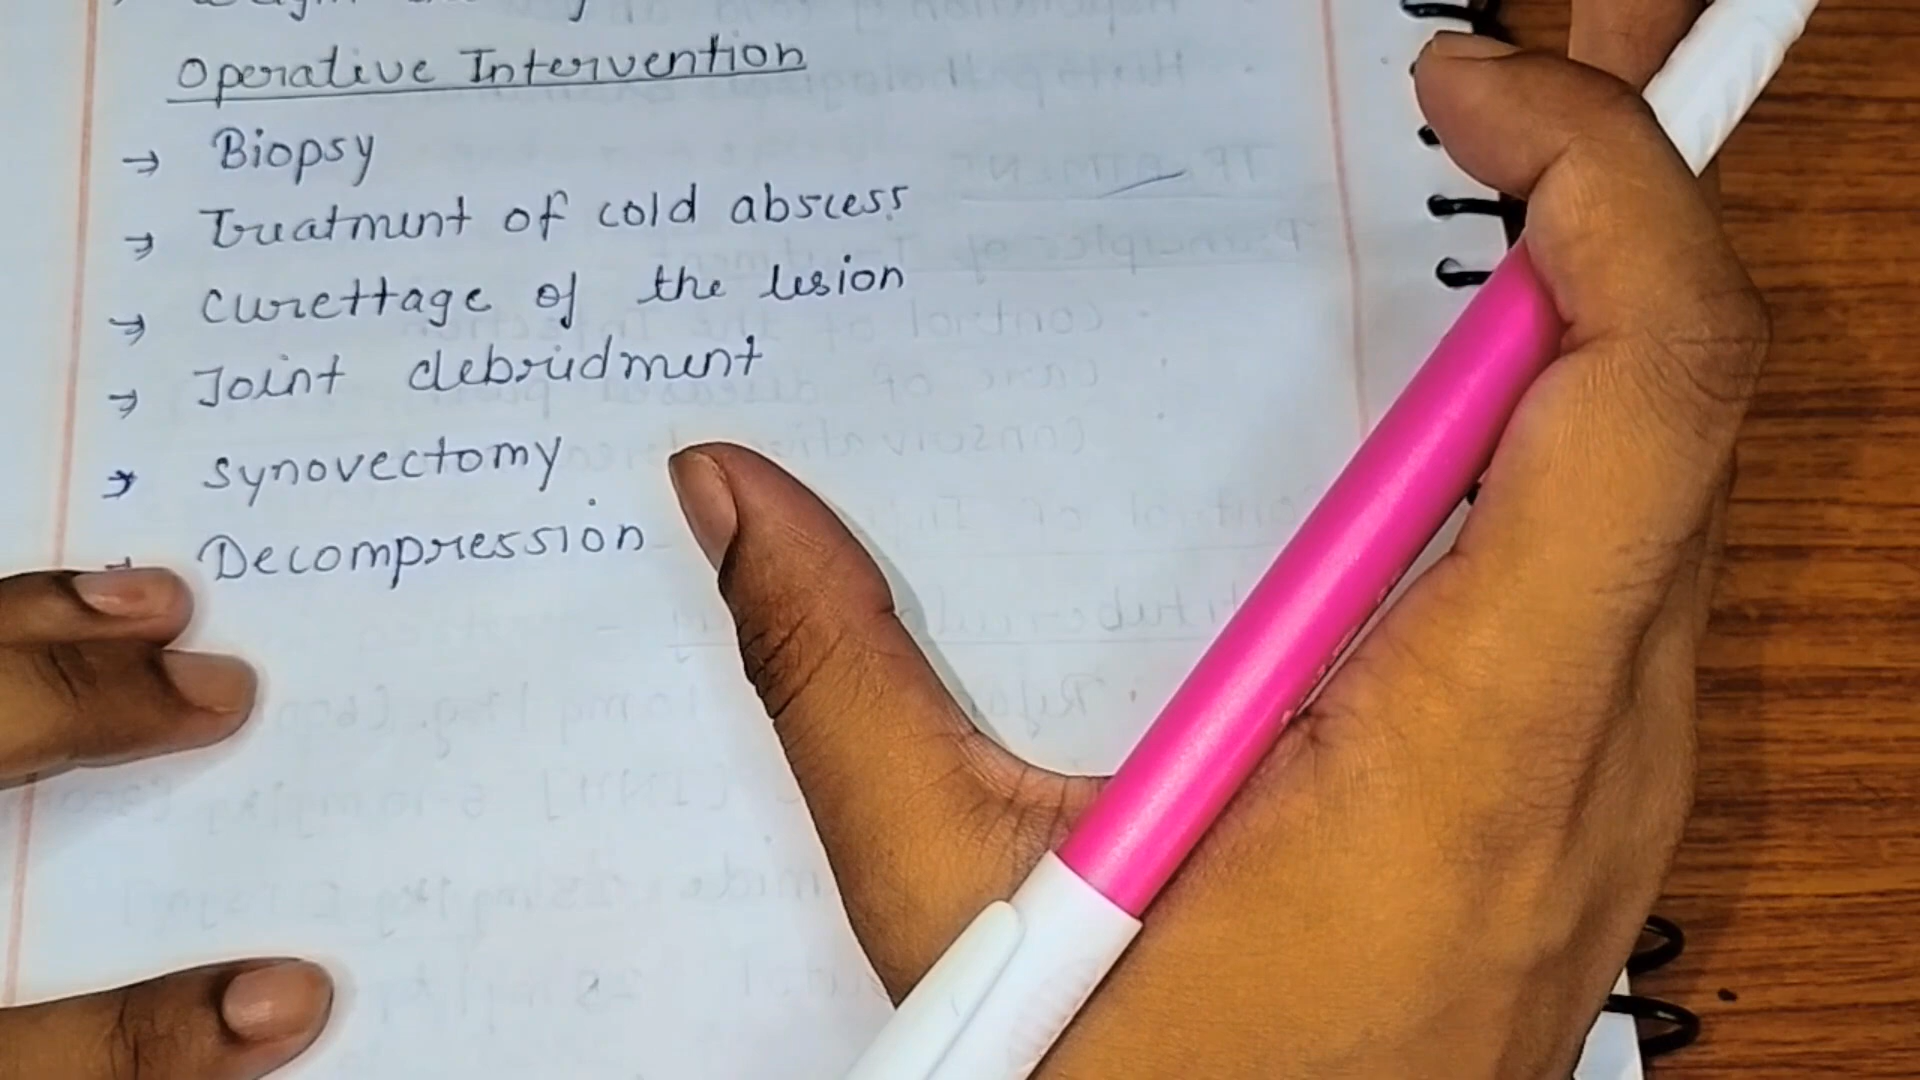 Operative Intervention
→ Biopsy
→ Treatment of cold abscess
→ Curettage of the lesion
→ Joint debridment
→ Synovectomy
Decompression